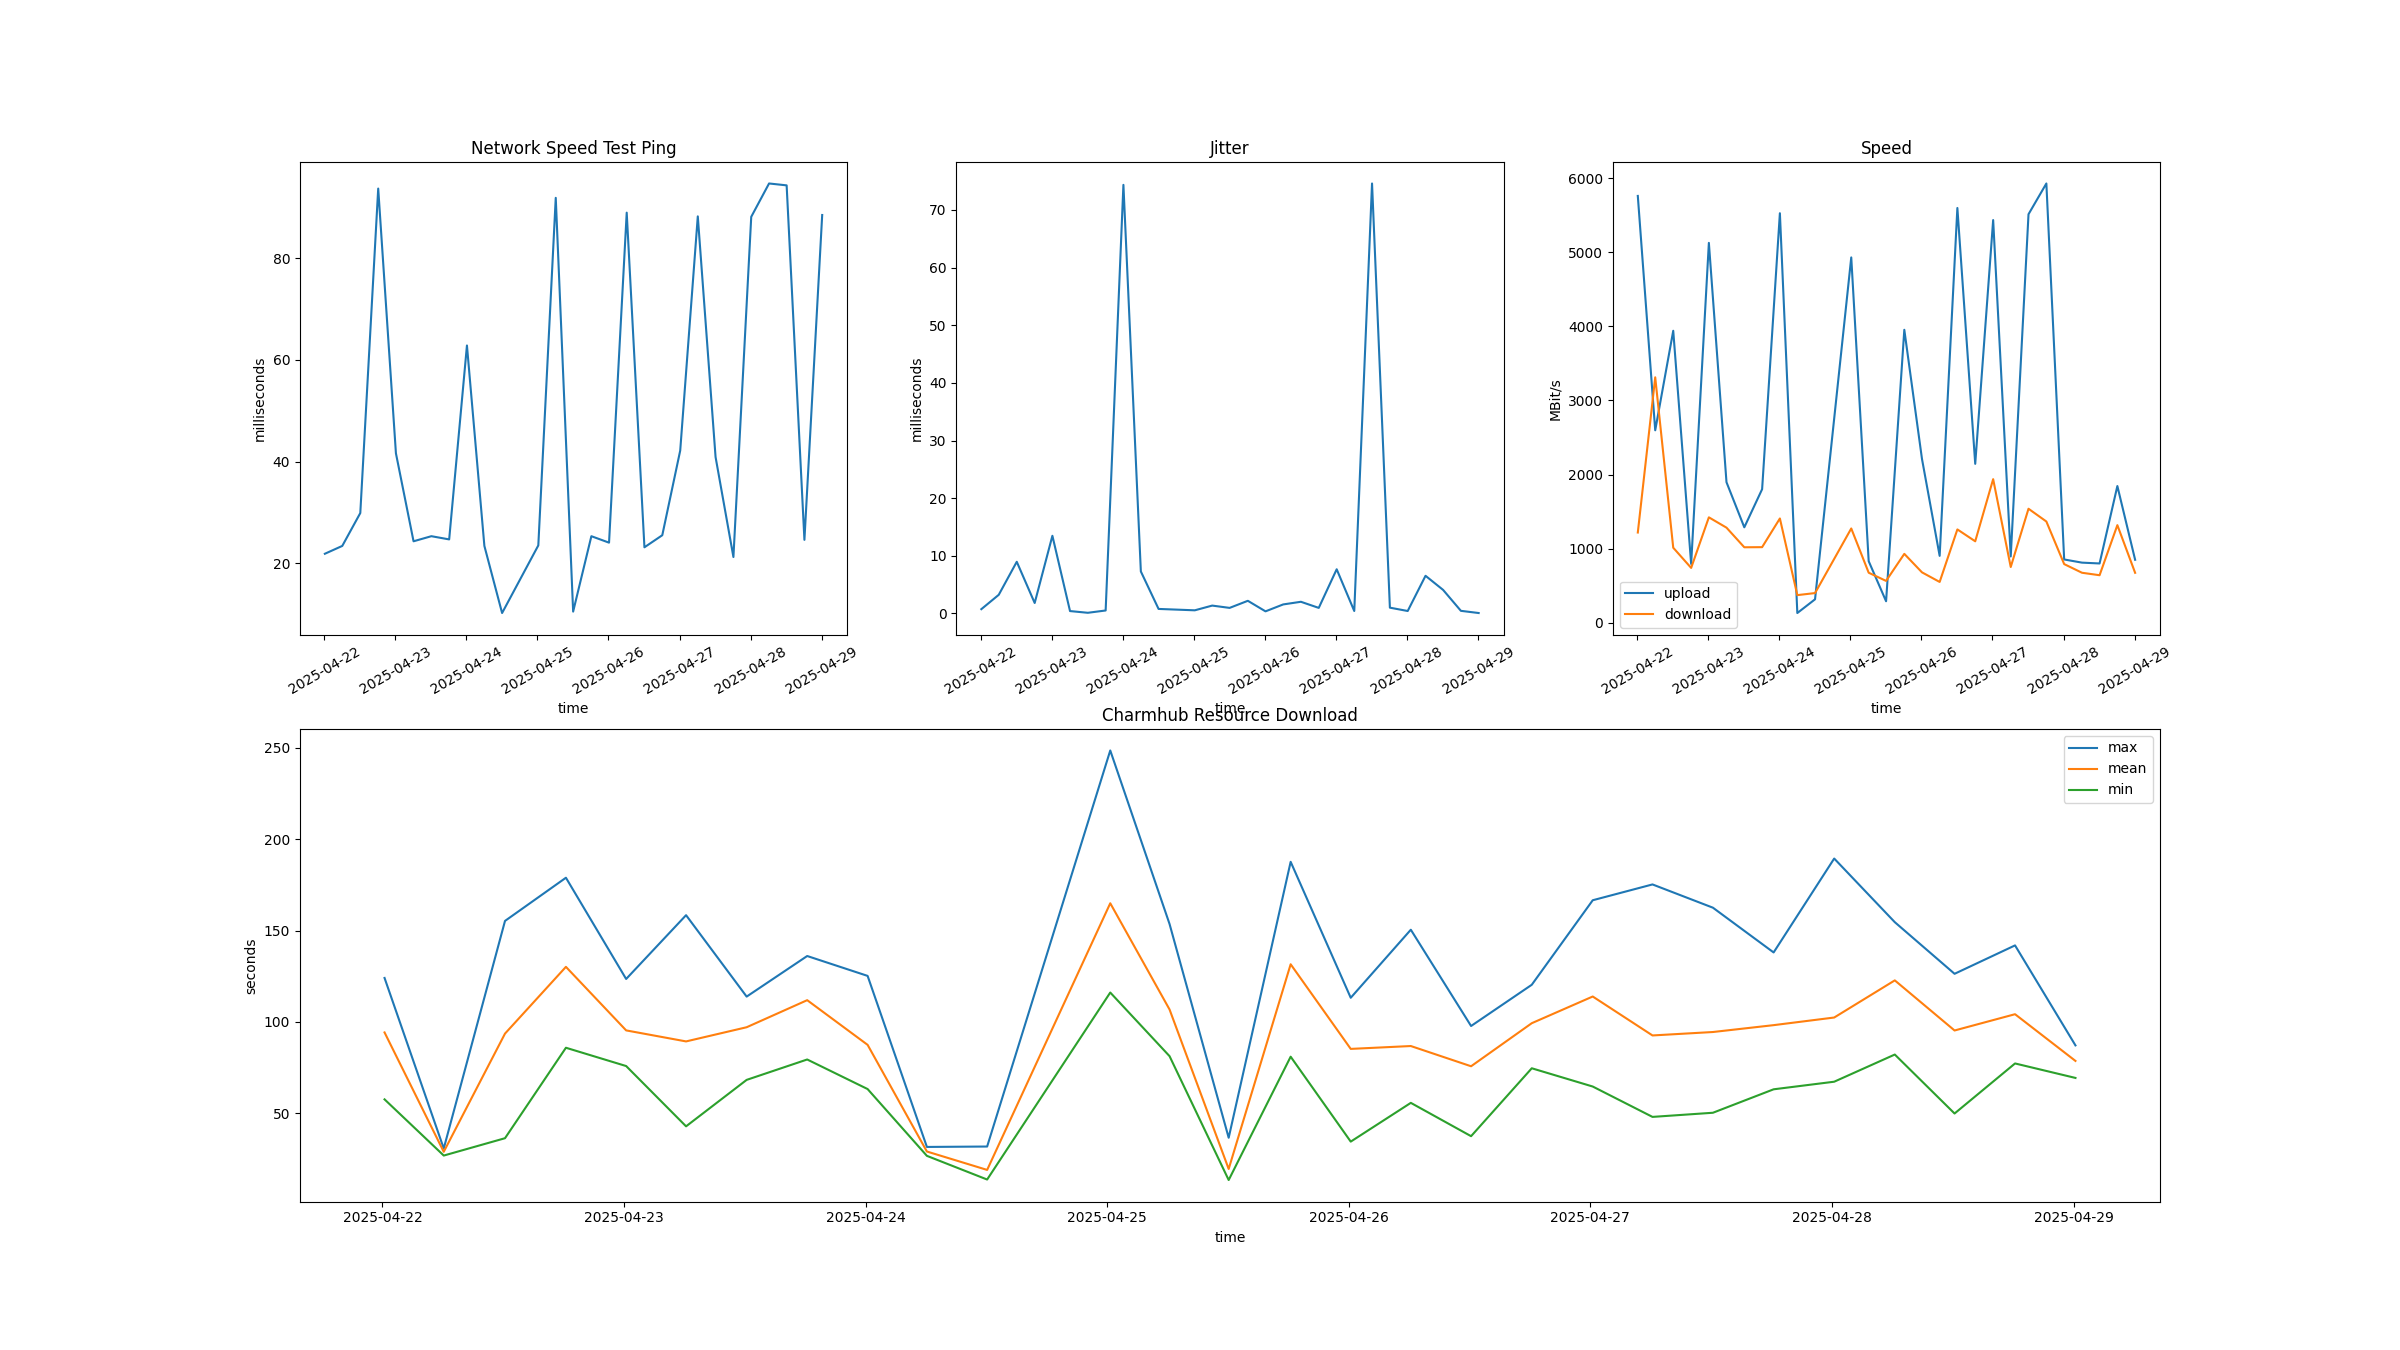 Network Speed Test Ping
milliseconds
80
60
40
20
2025-04-22 2025-04-23 2025-04-24 2025-04-25 2025-04-26 2025-04-27 2025-04-28 2025-04-29
time
Jitter
milliseconds
70
60
50
40
30
20
10
0
2025-04-22 2025-04-23 2025-04-24 2025-04-25 2025-04-26 2025-04-27 2025-04-28 2025-04-29
time
Speed
MBit/s
6000
5000
4000
3000
2000
1000
0
upload
download
2025-04-22 2025-04-23 2025-04-24 2025-04-25 2025-04-26 2025-04-27 2025-04-28 2025-04-29
time
Charmhub Resource Download
seconds
250
200
150
100
50
max
mean
min
2025-04-22 2025-04-23 2025-04-24 2025-04-25 2025-04-26 2025-04-27 2025-04-28 2025-04-29
time